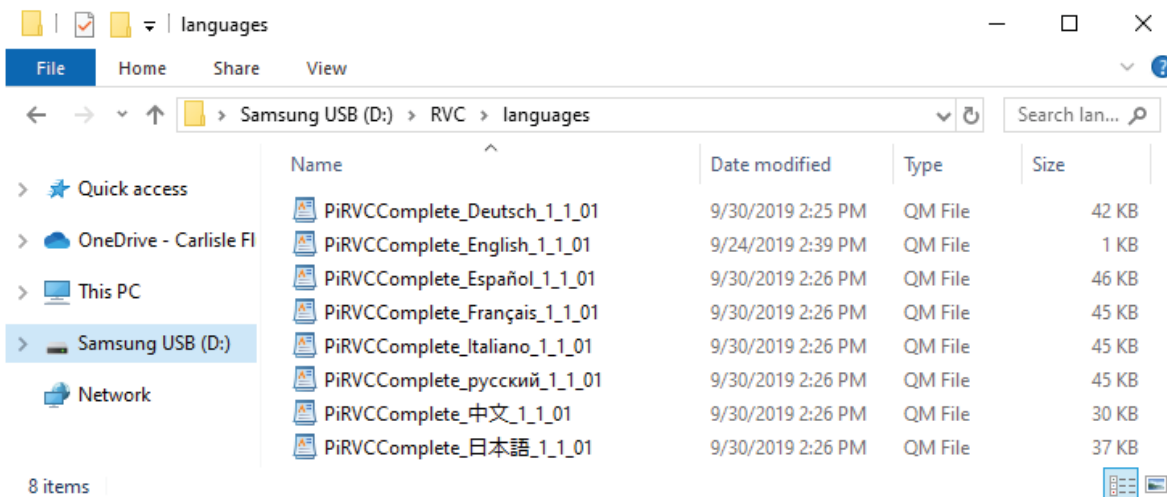 languages
File Home Share View
Samsung USB (D:) > RVC > languages Search lan...
Name Date modified Type Size
Quick access
OneDrive - Carlisle Fl
This PC
Samsung USB (D:)
Network
PiRVCComplete_Deutsch_1_1_01 9/30/2019 2:25 PM QM File 42 KB
PiRVCComplete_English_1_1_01 9/24/2019 2:39 PM QM File 1 KB
PiRVCComplete_Español_1_1_01 9/30/2019 2:26 PM QM File 46 KB
PiRVCComplete_Français_1_1_01 9/30/2019 2:26 PM QM File 45 KB
PiRVCComplete_Italiano_1_1_01 9/30/2019 2:26 PM QM File 45 KB
PiRVCComplete_русский_1_1_01 9/30/2019 2:26 PM QM File 45 KB
PiRVCComplete_中文_1_1_01 9/30/2019 2:26 PM QM File 30 KB
PiRVCComplete_日本語_1_1_01 9/30/2019 2:26 PM QM File 37 KB
8 items